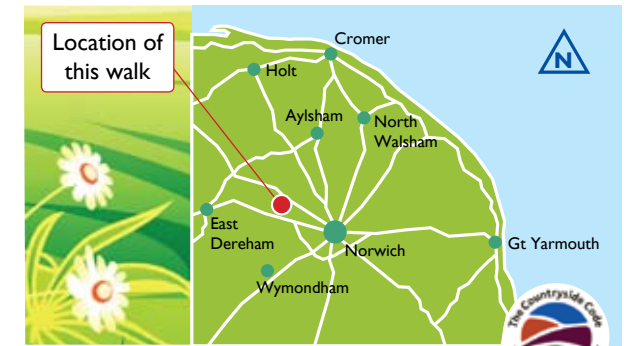 Location of
this walk
Cromer
N
Holt
Aylsham
North
Walsham
East
Dereham
Norwich
Gt Yarmouth
Wymondham
The Countryside Code